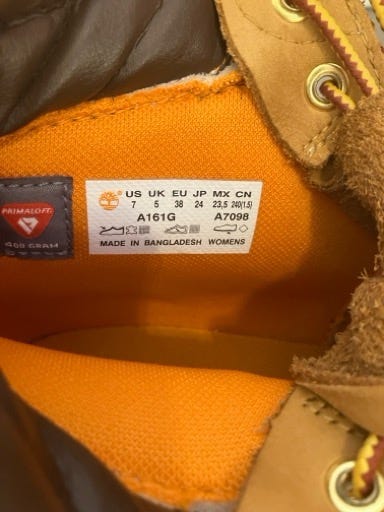 US UK EU JP MX CN
7 5 38 24 23,5 240(1.5)
A161G A7098
MADE IN BANGLADESH WOMENS
PRIMALOFT
400 GRAM